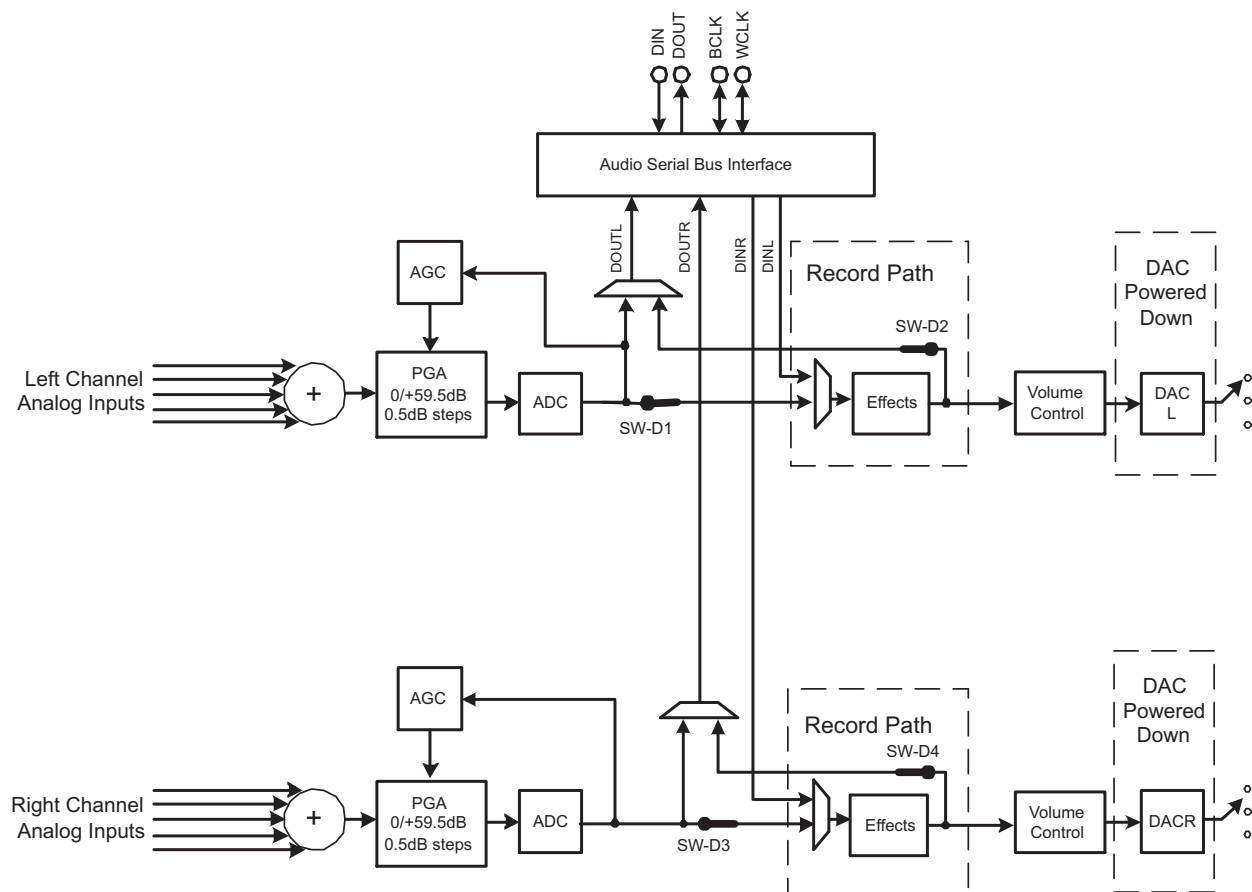 DIN
DOUT
BCLK
WCLK
Audio Serial Bus Interface
DOUTL
DOUTR
DINR
DINL
AGC
Record Path
DAC
Powered
Down
SW-D2
Left Channel
Analog Inputs
+
PGA
0/+59.5dB
0.5dB steps
ADC
SW-D1
Effects
Volume
Control
DAC
L
AGC
Record Path
DAC
Powered
Down
SW-D4
Right Channel
Analog Inputs
+
PGA
0/+59.5dB
0.5dB steps
ADC
SW-D3
Effects
Volume
Control
DACR